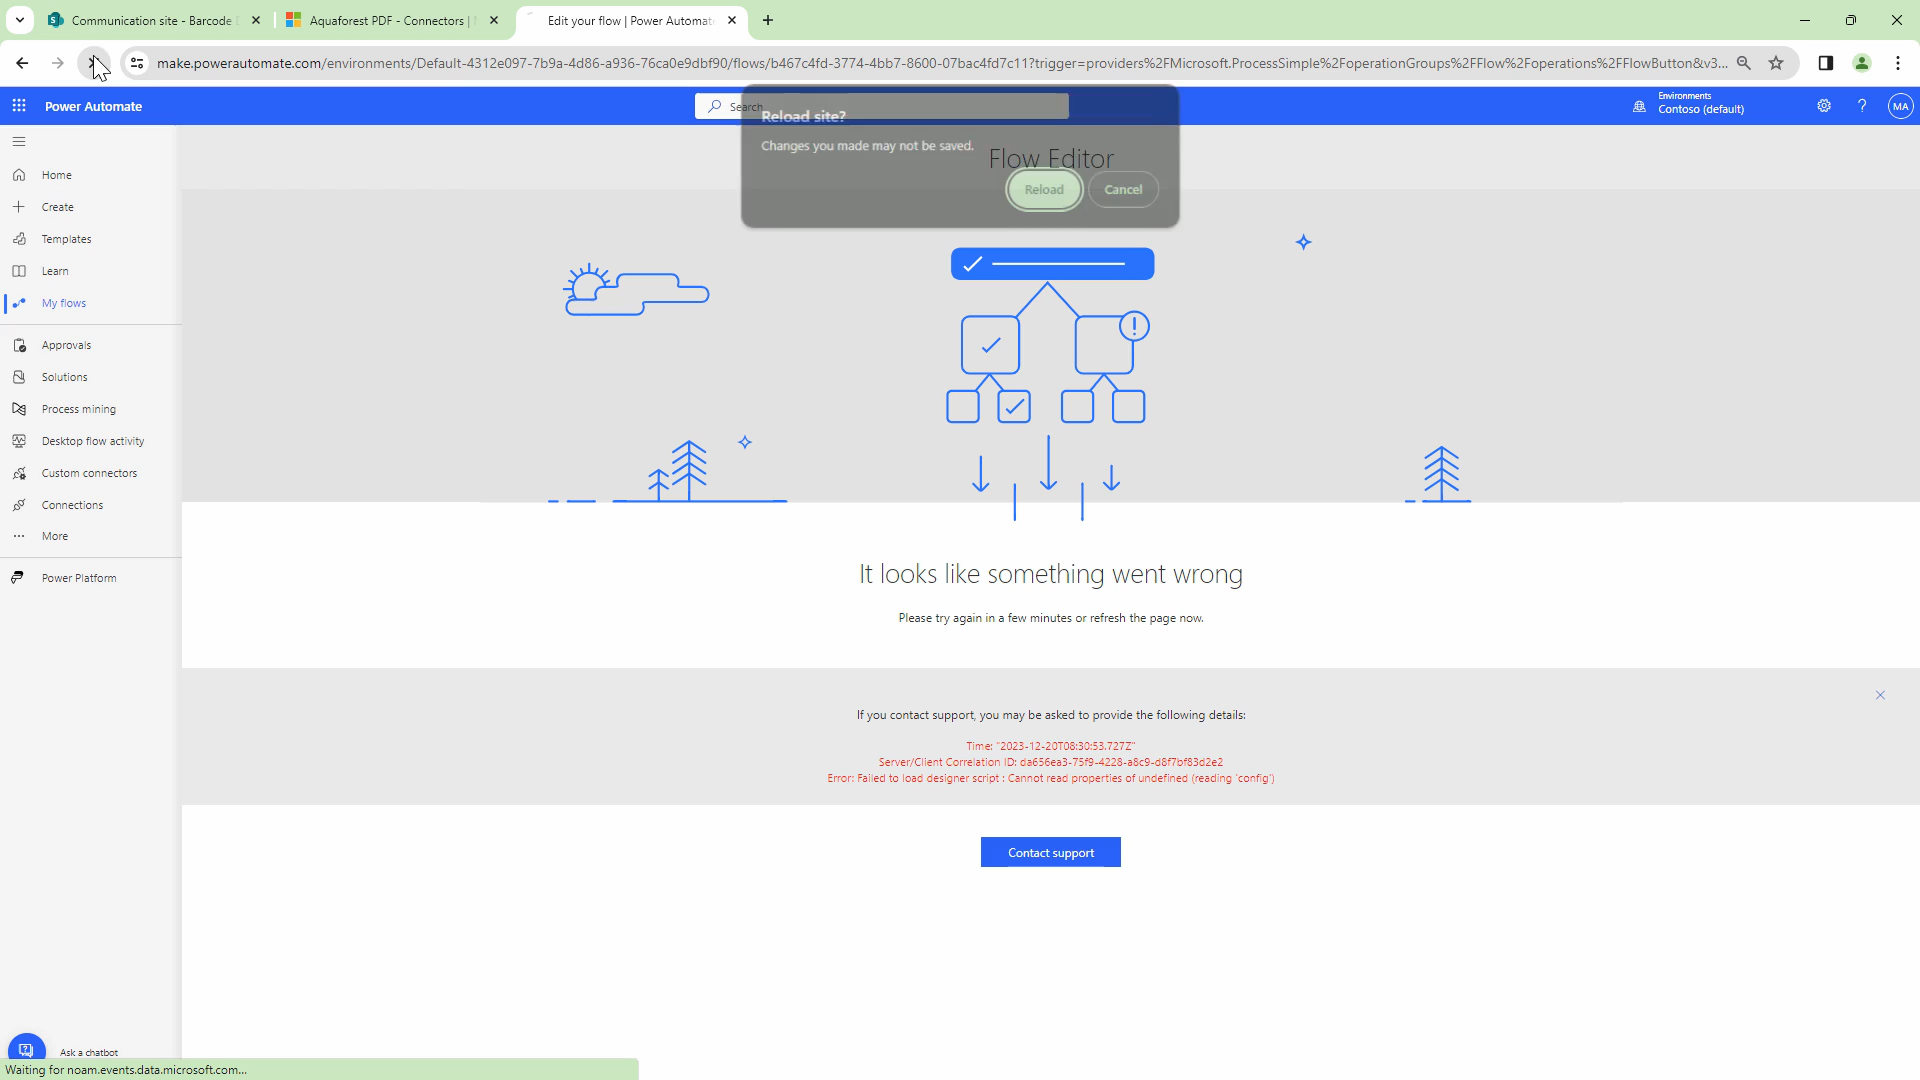 Communication site - Barcode
Aquaforest PDF - Connectors |
Edit your flow | Power Automat
make.powerautomate.com/environments/Default-4312e097-7b9a-4d86-a936-76ca0e9dbf90/flows/b467c4fd-3774-4bb7-8600-07bac4fd7c11?trigger=providers%2FMicrosoft.ProcessSimple%2FoperationGroups%2FFlow%2Foperations%2FFlowButton&v3...
Power Automate
Search
Environments
Contoso (default)
MA
Reload site?
Changes you made may not be saved.
Flow Editor
Reload
Cancel
Home
Create
Templates
Learn
My flows
Approvals
Solutions
Process mining
Desktop flow activity
Custom connectors
Connections
More
Power Platform
It looks like something went wrong
Please try again in a few minutes or refresh the page now.
If you contact support, you may be asked to provide the following details:
Time: "2023-12-20T08:30:53.727Z"
Server/Client Correlation ID: da656ea3-75f9-4228-a8c9-d8f7bf83d2e2
Error: Failed to load designer script : Cannot read properties of undefined (reading 'config')
Contact support
Ask a chatbot
Waiting for noam.events.data.microsoft.com...